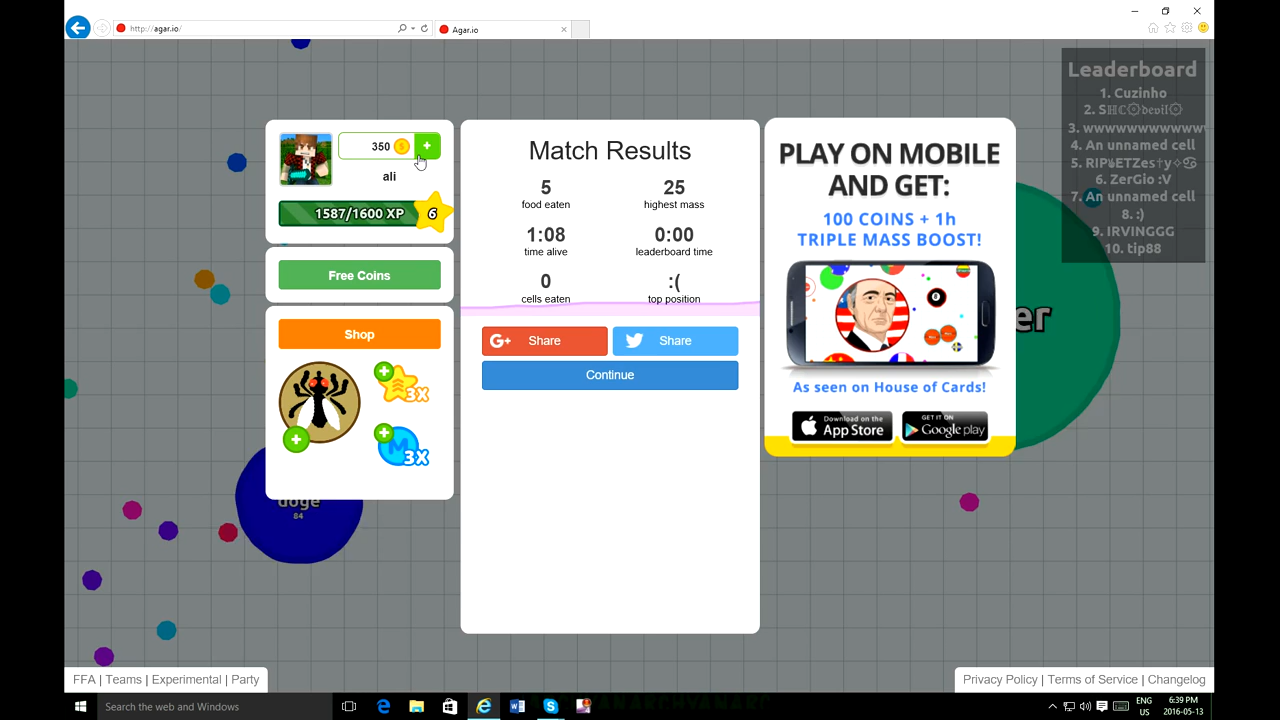 http://agar.io/
Agar.io
Leaderboard
1. Cuzinho
4. An unnamed cell
6. ZerGio :V
7. An unnamed cell
8. :)
9. IRVINGGG
10. tip88
350
ali
1587/1600 XP
6
Free Coins
Shop
3X
M 3X
Match Results
5 25
food eaten highest mass
1:08 0:00
time alive leaderboard time
0 :(
cells eaten top position
G+ Share
Share
Continue
PLAY ON MOBILE
AND GET:
100 COINS + 1h
TRIPLE MASS BOOST!
8
As seen on House of Cards!
Download on the
App Store
GET IT ON
Google play
er
doge
84
FFA | Teams | Experimental | Party
Privacy Policy | Terms of Service | Changelog
Search the web and Windows
ENG
US
6:39 PM
2016-05-13